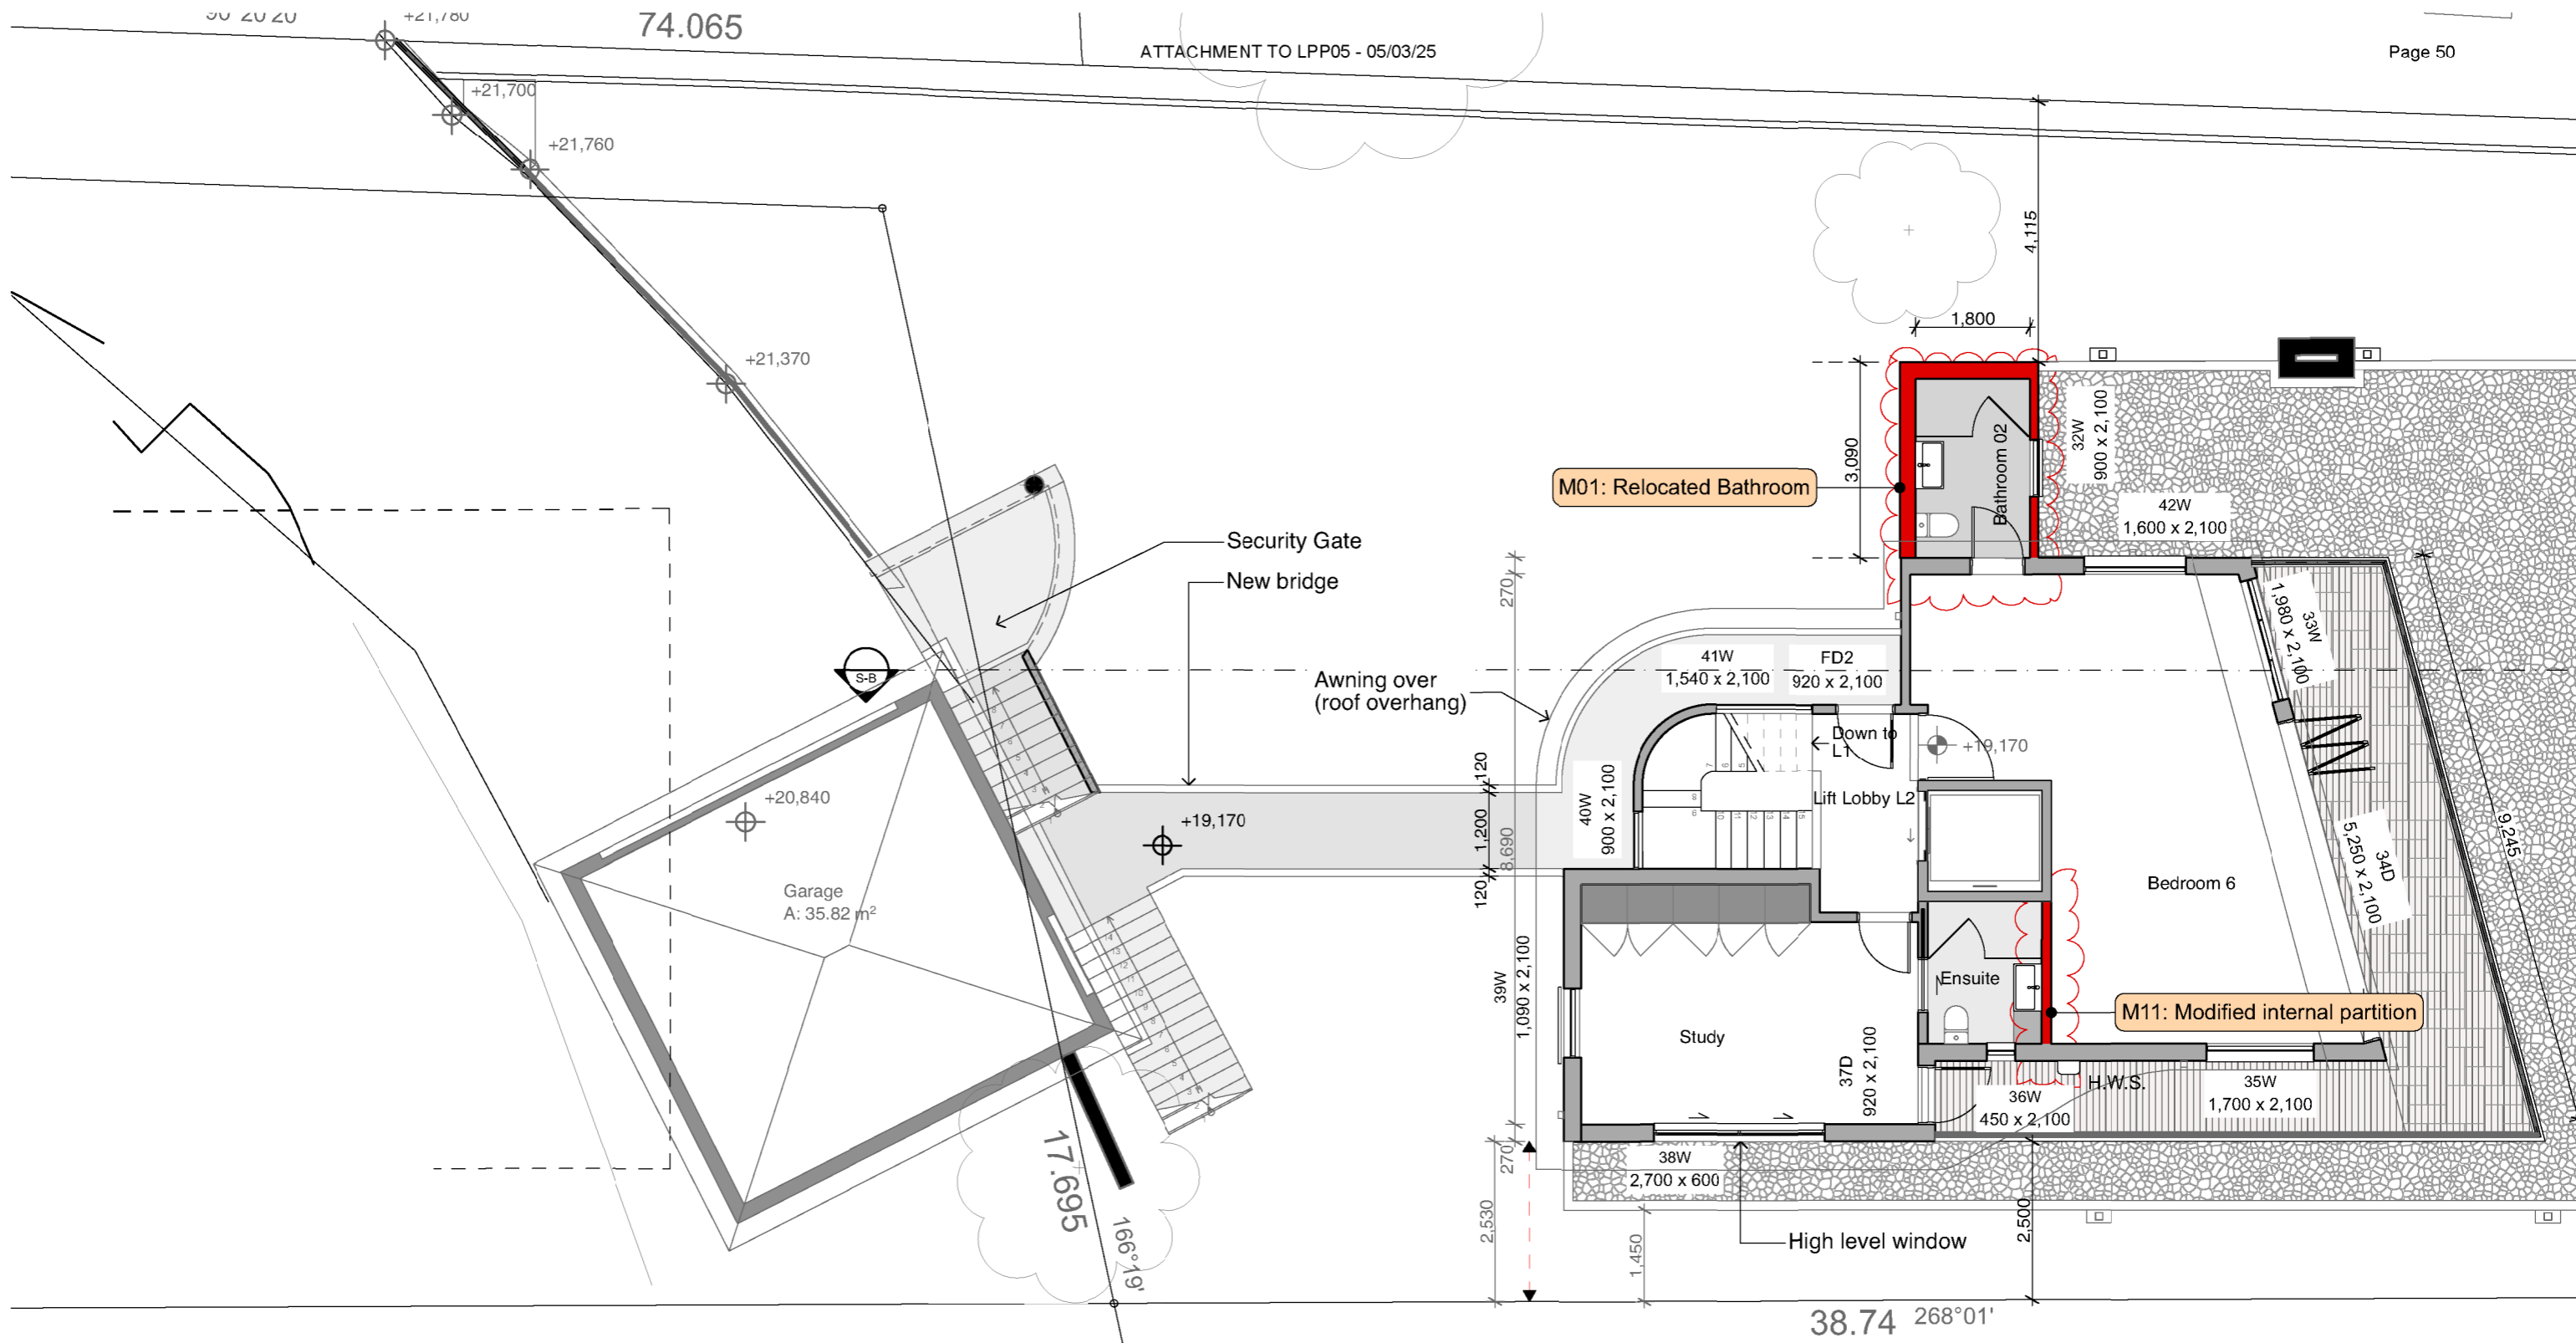 +21,780
74.065
ATTACHMENT TO LPP05 - 05/03/25
Page 50
+21,700
+21,760
4,115
1,800
+21,370
3,090
Bathroom 02
32W
900 x 2,100
M01: Relocated Bathroom
42W
1,600 x 2,100
Security Gate
New bridge
270
33W
1,980 x 2,100
S-B
Awning over
(roof overhang)
41W
1,540 x 2,100
FD2
920 x 2,100
Down to
L1
+19,170
+20,840
120
1,200
120
8,690
+19,170
40W
900 x 2,100
Lift Lobby L2
34D
5,250 x 2,100
9,245
Garage
A: 35.82 m²
Bedroom 6
39W
1,090 x 2,100
Ensuite
M11: Modified internal partition
Study
37D
920 x 2,100
H.W.S.
36W
450 x 2,100
35W
1,700 x 2,100
270
38W
2,700 x 600
17.695
166°19'
2,530
1,450
High level window
2,500
38.74
268°01'